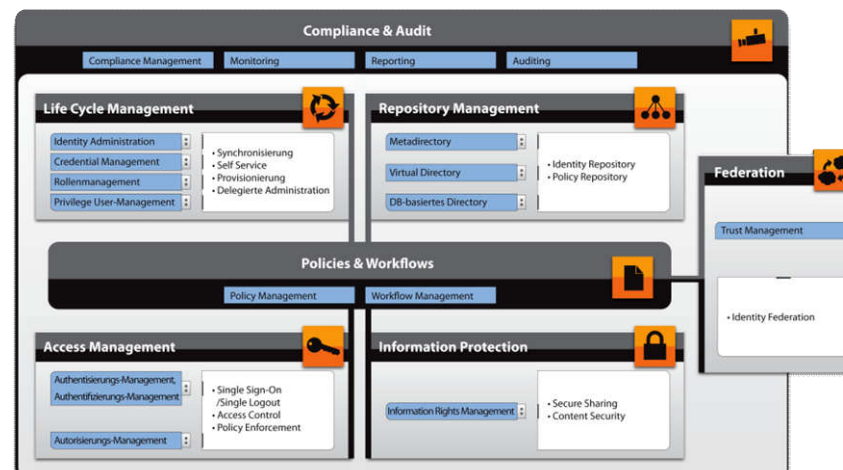 Compliance & Audit
Compliance Management
Monitoring
Reporting
Auditing
Life Cycle Management
Identity Administration
Credential Management
Rollenmanagement
Privilege User-Management
• Synchronisierung
• Self Service
• Provisionierung
• Delegierte Administration
Repository Management
Metadirectory
Virtual Directory
DB-basiertes Directory
• Identity Repository
• Policy Repository
Federation
Trust Management
• Identity Federation
Policies & Workflows
Policy Management
Workflow Management
Access Management
Authentisierungs-Management,
Authentifizierungs-Management
Autorisierungs-Management
• Single Sign-On
/Single Logout
• Access Control
• Policy Enforcement
Information Protection
Information Rights Management
• Secure Sharing
• Content Security